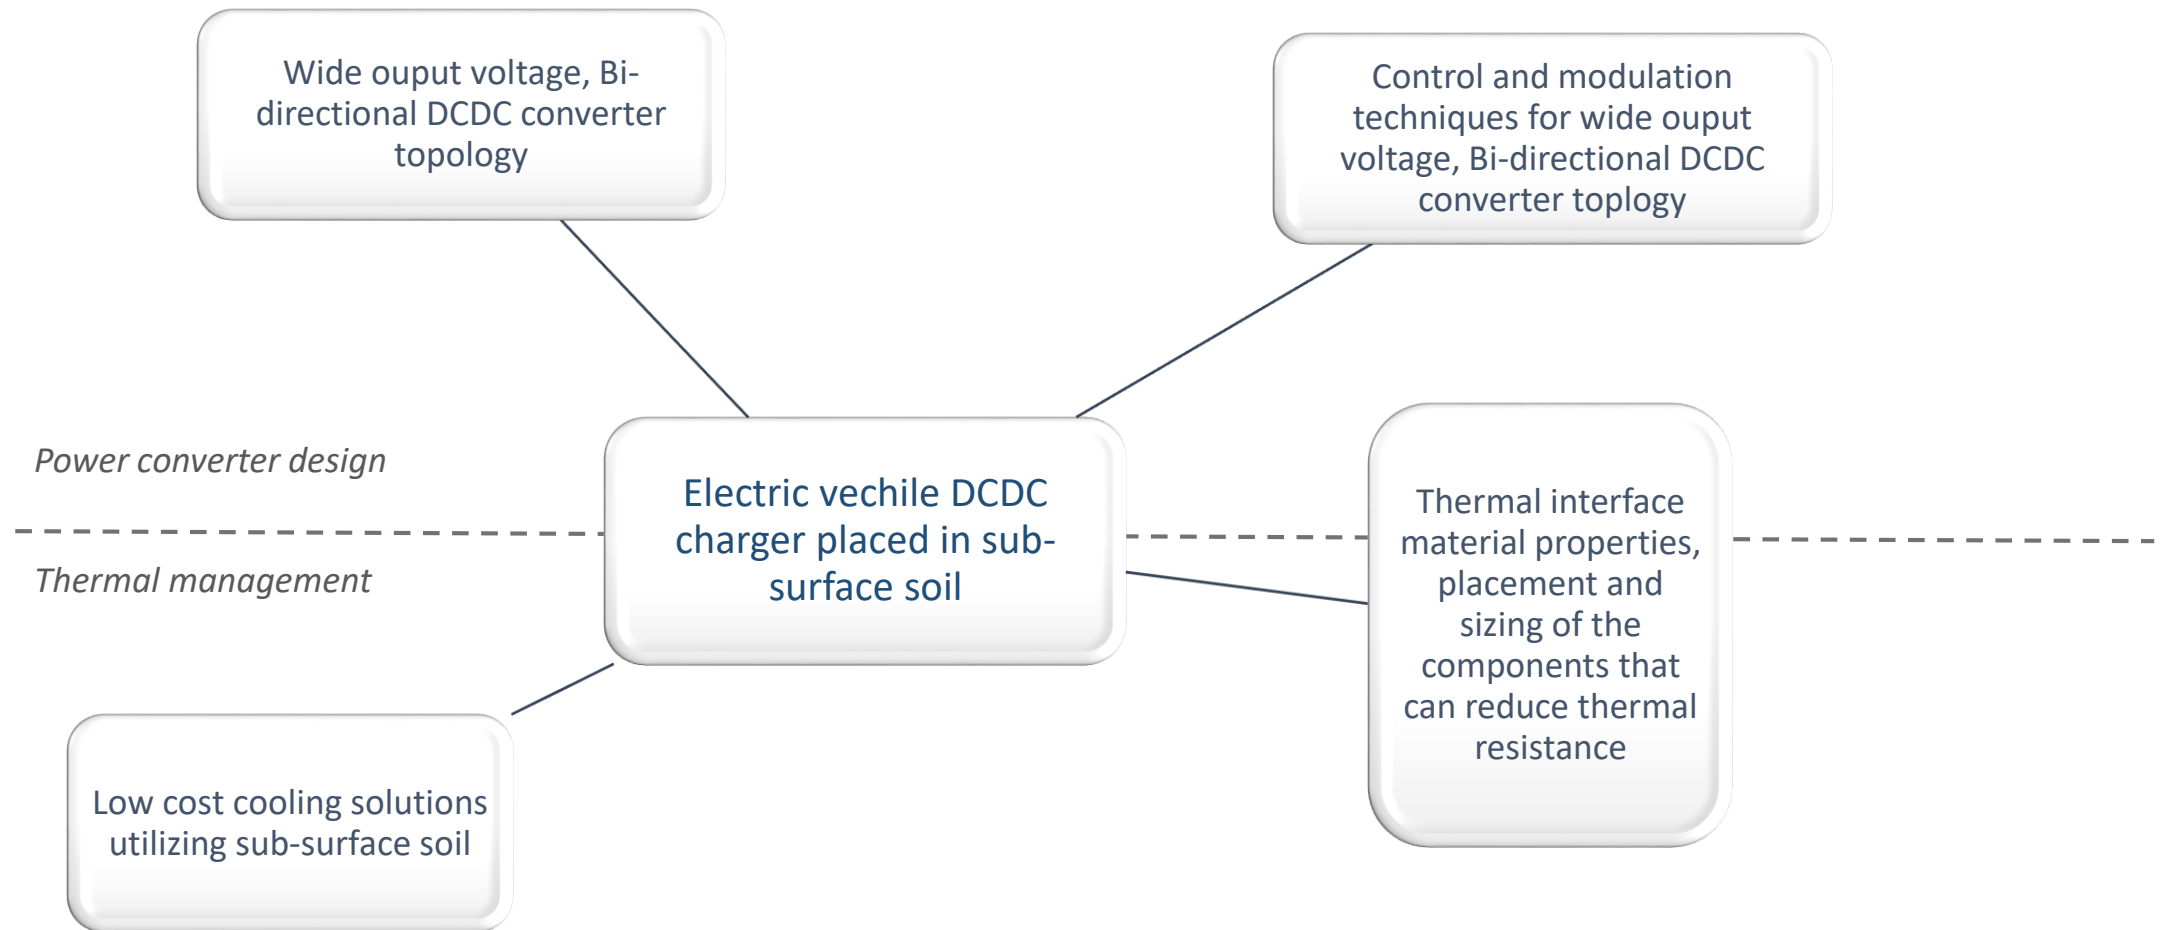 Wide ouput voltage, Bi-
directional DCDC converter
topology
Control and modulation
techniques for wide ouput
voltage, Bi-directional DCDC
converter toplogy
Power converter design
Electric vechile DCDC
charger placed in sub-
surface soil
Thermal management
Thermal interface
material properties,
placement and
sizing of the
components that
can reduce thermal
resistance
Low cost cooling solutions
utilizing sub-surface soil